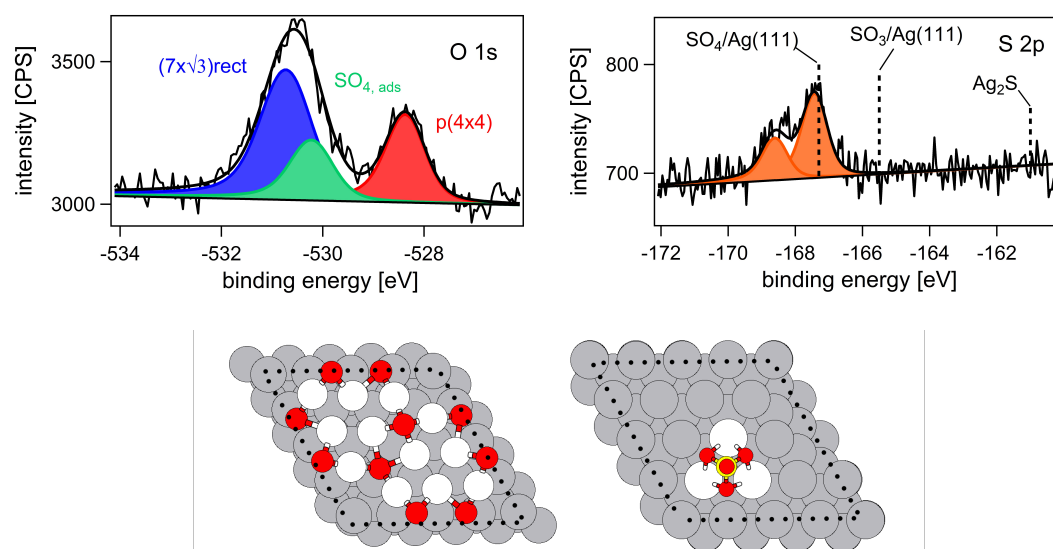 O 1s
(7x√3)rect
SO4, ads
p(4x4)
3500
3000
intensity [CPS]
-534
-532
-530
-528
binding energy [eV]
S 2p
SO4/Ag(111)
SO3/Ag(111)
Ag2S
800
700
intensity [CPS]
-172
-170
-168
-166
-164
-162
binding energy [eV]